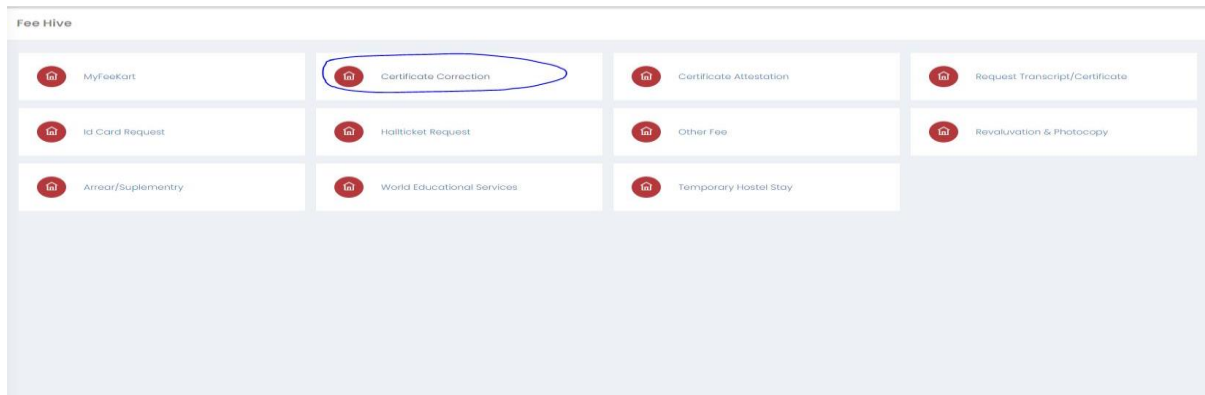 Fee Hive
MyFeeKart
Certificate Correction
Certificate Attestation
Request Transcript/Certificate
Id Card Request
Hallticket Request
Other Fee
Revaluvation & Photocopy
Arrear/Suplementry
World Educational Services
Temporary Hostel Stay